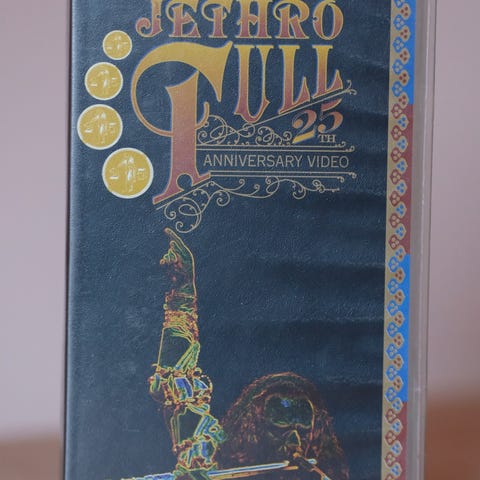 JETHRO
TULL
25TH
ANNIVERSARY VIDEO